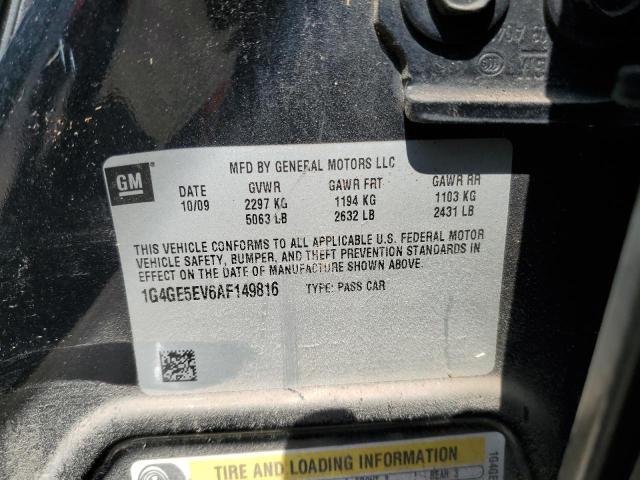 GM
MFD BY GENERAL MOTORS LLC
DATE GVWR GAWR FRT GAWR RR
10/09 2297 KG 1194 KG 1103 KG
5063 LB 2632 LB 2431 LB
THIS VEHICLE CONFORMS TO ALL APPLICABLE U.S. FEDERAL MOTOR
VEHICLE SAFETY, BUMPER, AND THEFT PREVENTION STANDARDS IN
EFFECT ON THE DATE OF MANUFACTURE SHOWN ABOVE.
1G4GE5EV6AF149816 TYPE: PASS CAR
TIRE AND LOADING INFORMATION